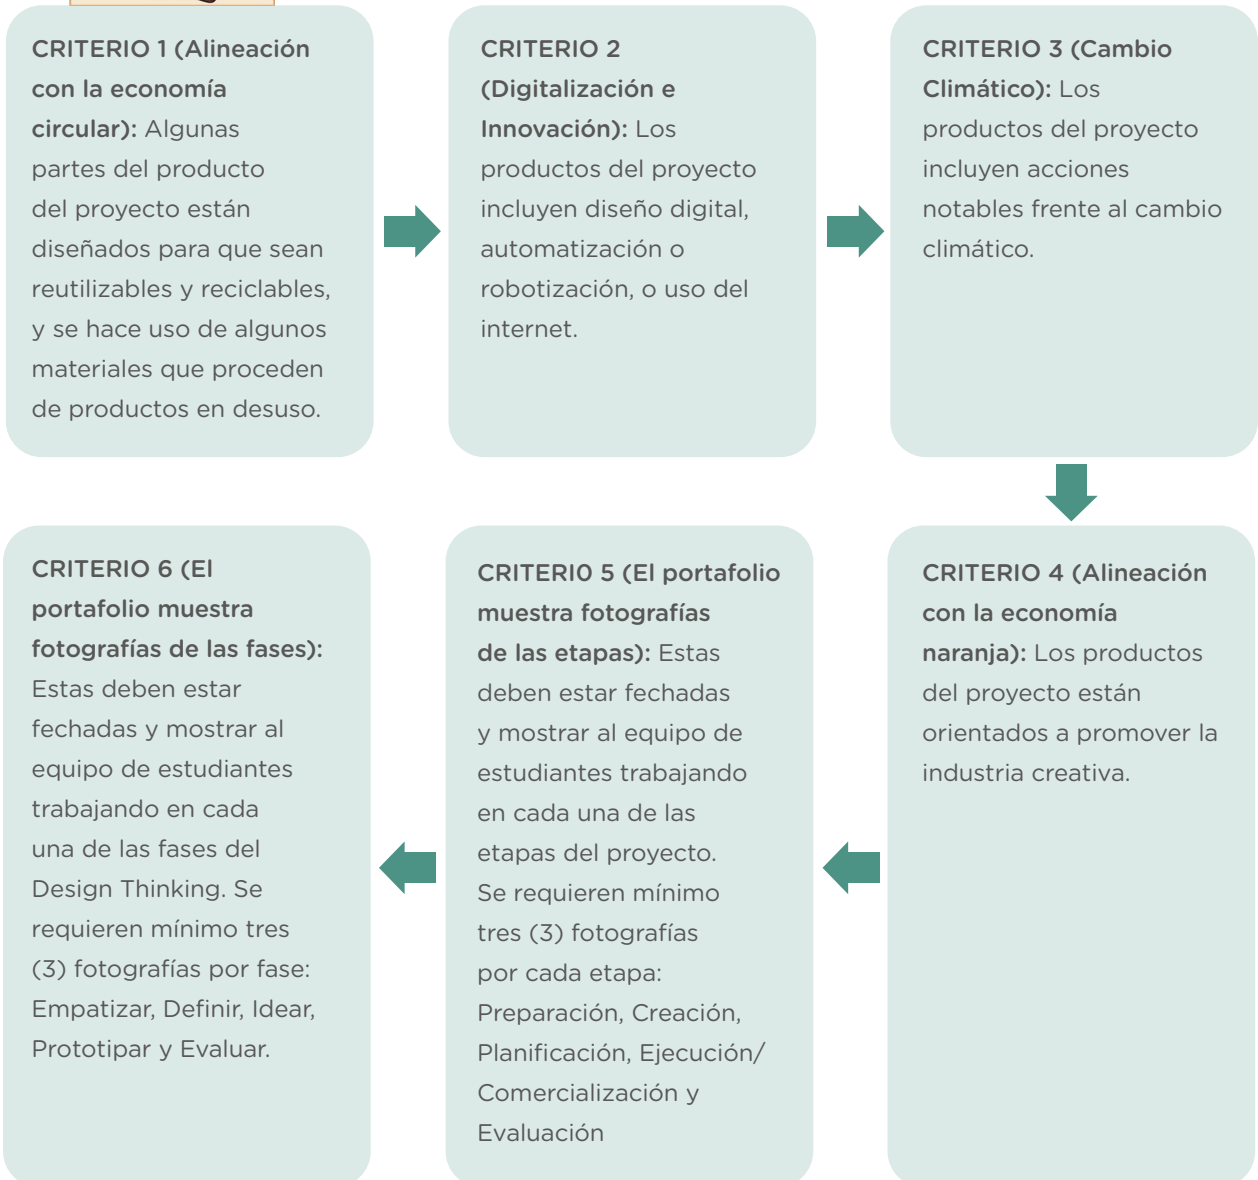 CRITERIO 1 (Alineación
con la economía
circular): Algunas
partes del producto
del proyecto están
diseñados para que sean
reutilizables y reciclables,
y se hace uso de algunos
materiales que proceden
de productos en desuso.
CRITERIO 2
(Digitalización e
Innovación): Los
productos del proyecto
incluyen diseño digital,
automatización o
robotización, o uso del
internet.
CRITERIO 3 (Cambio
Climático): Los
productos del proyecto
incluyen acciones
notables frente al cambio
climático.
CRITERIO 4 (Alineación
con la economía
naranja): Los productos
del proyecto están
orientados a promover la
industria creativa.
CRITERI0 5 (El portafolio
muestra fotografías
de las etapas): Estas
deben estar fechadas
y mostrar al equipo de
estudiantes trabajando
en cada una de las
etapas del proyecto.
Se requieren mínimo
tres (3) fotografías
por cada etapa:
Preparación, Creación,
Planificación, Ejecución/
Comercialización y
Evaluación
CRITERIO 6 (El
portafolio muestra
fotografías de las fases):
Estas deben estar
fechadas y mostrar al
equipo de estudiantes
trabajando en cada
una de las fases del
Design Thinking. Se
requieren mínimo tres
(3) fotografías por fase:
Empatizar, Definir, Idear,
Prototipar y Evaluar.